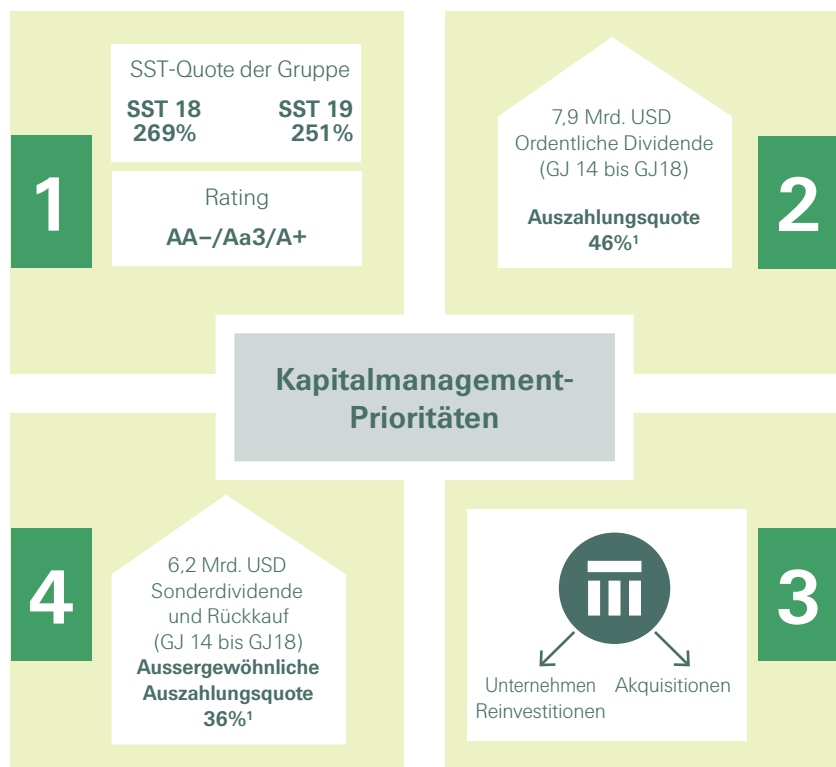 1
SST-Quote der Gruppe
SST 18 SST 19
269% 251%
Rating
AA–/Aa3/A+
7,9 Mrd. USD
Ordentliche Dividende
(GJ 14 bis GJ18)
Auszahlungsquote
46%¹
2
Kapitalmanagement-
Prioritäten
4
6,2 Mrd. USD
Sonderdividende
und Rückkauf
(GJ 14 bis GJ18)
Aussergewöhnliche
Auszahlungsquote
36%¹
Unternehmen Akquisitionen
Reinvestitionen
3